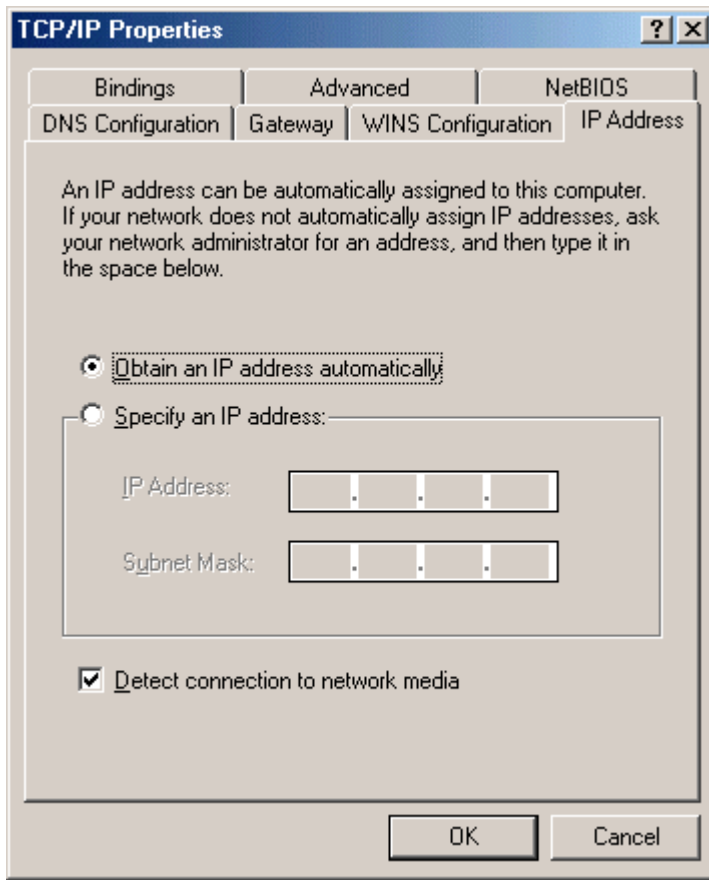 TCP/IP Properties
Bindings
Advanced
NetBIOS
DNS Configuration
Gateway
WINS Configuration
IP Address
An IP address can be automatically assigned to this computer.
If your network does not automatically assign IP addresses, ask
your network administrator for an address, and then type it in
the space below.
Obtain an IP address automatically
Specify an IP address:
IP Address:
Subnet Mask:
Detect connection to network media
OK
Cancel